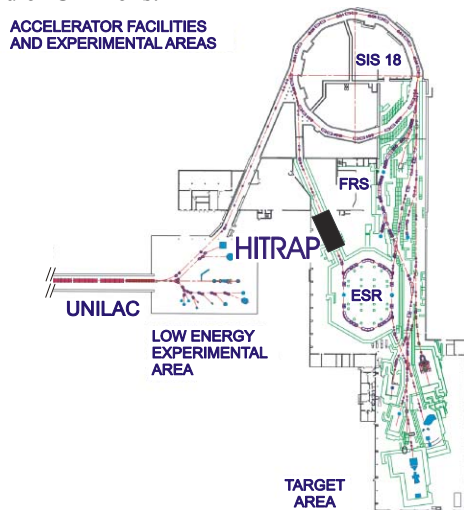 ACCELERATOR FACILITIES
AND EXPERIMENTAL AREAS
SIS 18
FRS
HITRAP
ESR
UNILAC
LOW ENERGY
EXPERIMENTAL
AREA
TARGET
AREA